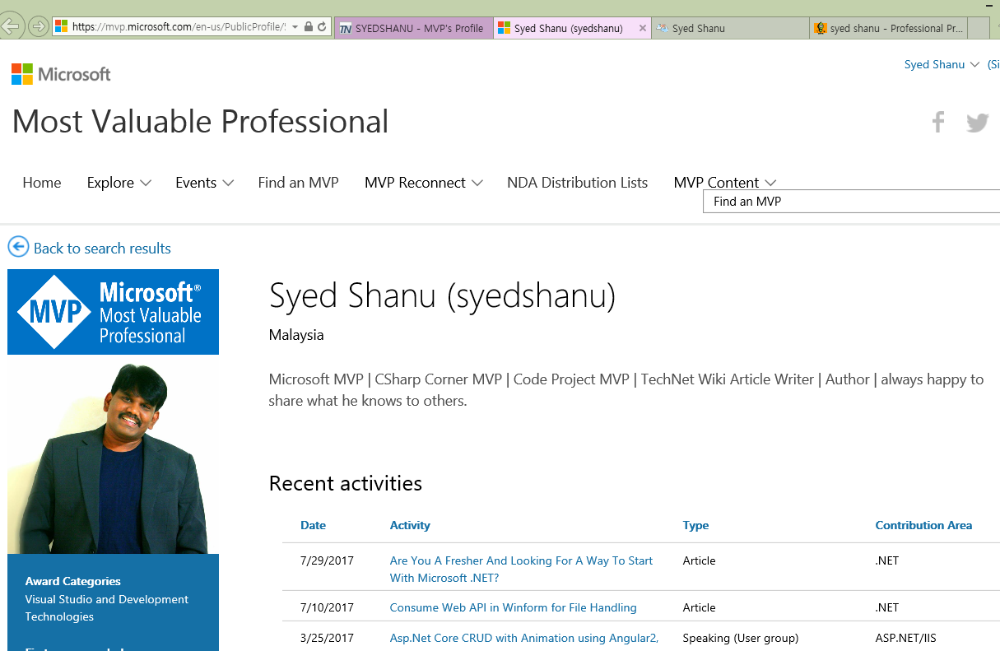 https://mvp.microsoft.com/en-us/PublicProfile/
SYEDSHANU - MVP's Profile
Syed Shanu (syedshanu)
Syed Shanu
syed shanu - Professional Pr...
Microsoft
Syed Shanu
(Si
Most Valuable Professional
Home
Explore
Events
Find an MVP
MVP Reconnect
NDA Distribution Lists
MVP Content
Find an MVP
Back to search results
MVP
Microsoft®
Most Valuable
Professional
Syed Shanu (syedshanu)
Malaysia
Microsoft MVP | CSharp Corner MVP | Code Project MVP | TechNet Wiki Article Writer | Author | always happy to
share what he knows to others.
Award Categories
Visual Studio and Development
Technologies
Recent activities
Date Activity Type Contribution Area
7/29/2017 Are You A Fresher And Looking For A Way To Start Article .NET
With Microsoft .NET?
7/10/2017 Consume Web API in Winform for File Handling Article .NET
3/25/2017 Asp.Net Core CRUD with Animation using Angular2, Speaking (User group) ASP.NET/IIS